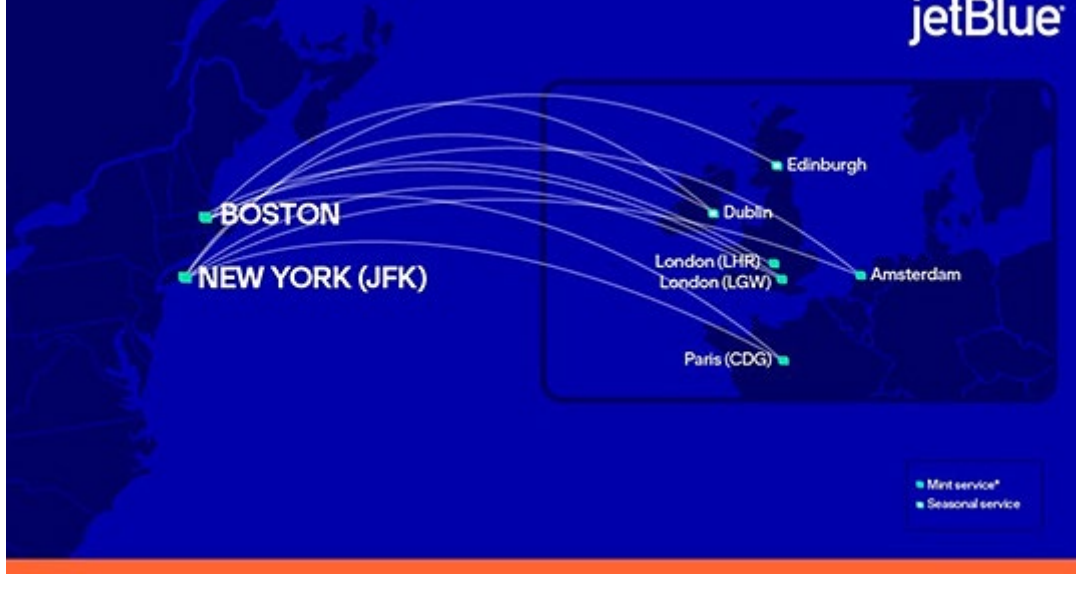 jetBlue
Edinburgh
BOSTON
Dublin
London (LHR)
NEW YORK (JFK)
London (LGW)
Amsterdam
Paris (CDG)
Mint service*
Seasonal service